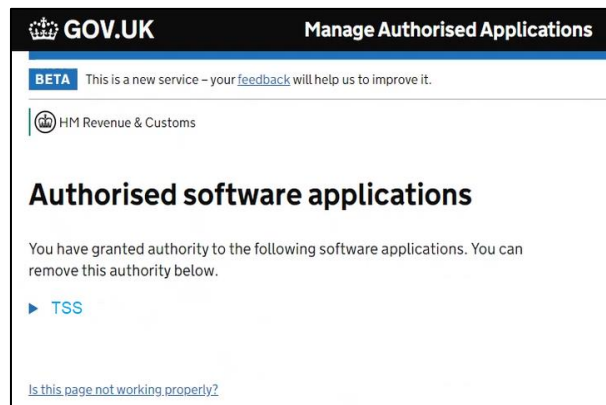 GOV.UK Manage Authorised Applications
BETA This is a new service – your feedback will help us to improve it.
HM Revenue & Customs
Authorised software applications
You have granted authority to the following software applications. You can
remove this authority below.
TSS
Is this page not working properly?